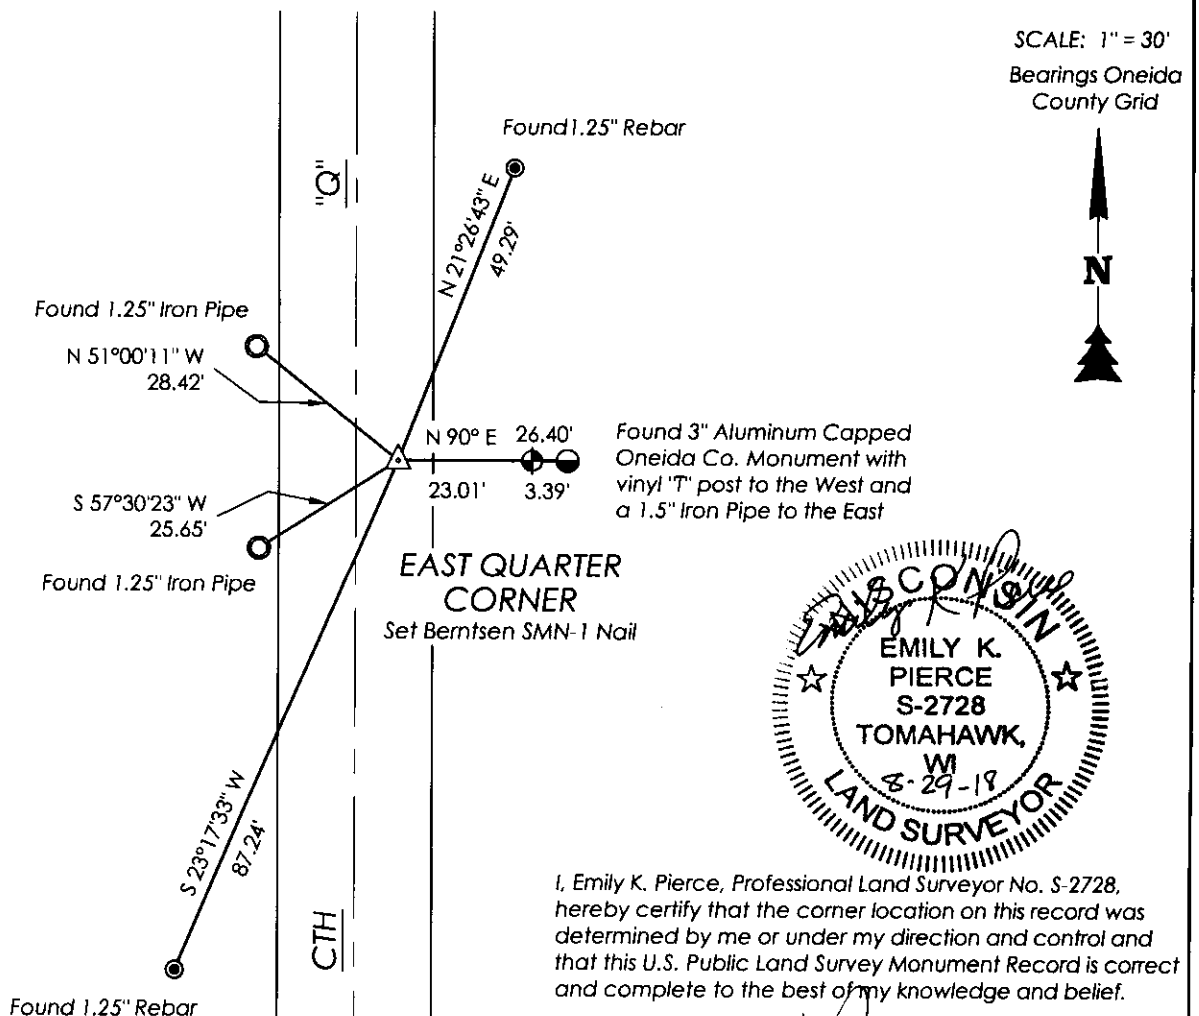 SCALE: 1" = 30'
Bearings Oneida
County Grid
N
Found 1.25" Rebar
"Q"
N 21°26'43" E
49.29'
Found 1.25" Iron Pipe
N 51°00'11" W
28.42'
N 90° E 26.40'
23.01' 3.39'
Found 3" Aluminum Capped
Oneida Co. Monument with
vinyl 'T' post to the West and
a 1.5" Iron Pipe to the East
S 57°30'23" W
25.65'
Found 1.25" Iron Pipe
EAST QUARTER
CORNER
Set Berntsen SMN-1 Nail
WISCONSIN
EMILY K.
PIERCE
S-2728
TOMAHAWK,
WI
8-29-18
LAND SURVEYOR
S 23°17'33" W
87.24'
CTH
Found 1.25" Rebar
I, Emily K. Pierce, Professional Land Surveyor No. S-2728,
hereby certify that the corner location on this record was
determined by me or under my direction and control and
that this U.S. Public Land Survey Monument Record is correct
and complete to the best of my knowledge and belief.